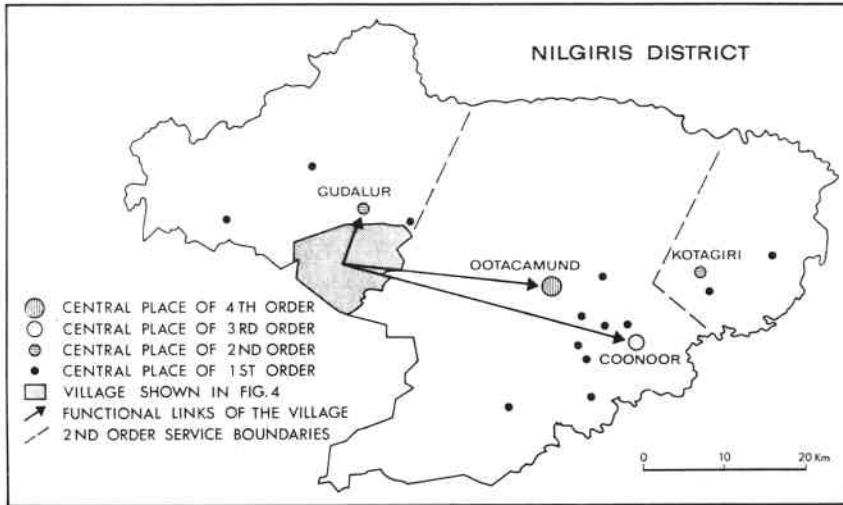 NILGIRIS DISTRICT
GUDALUR
OOTACAMUND
KOTAGIRI
COONOOR
CENTRAL PLACE OF 4TH ORDER
CENTRAL PLACE OF 3RD ORDER
CENTRAL PLACE OF 2ND ORDER
CENTRAL PLACE OF 1ST ORDER
VILLAGE SHOWN IN FIG.4
FUNCTIONAL LINKS OF THE VILLAGE
2ND ORDER SERVICE BOUNDARIES
0 10 20 Km